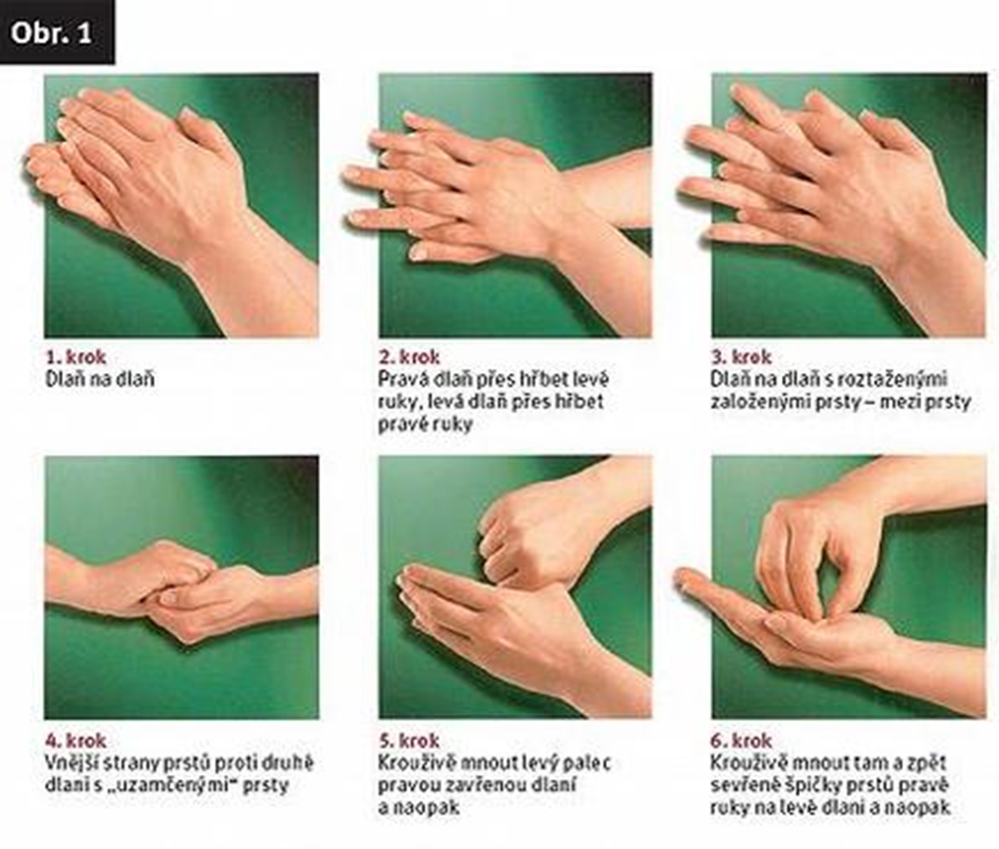 Obr. 1
1. krok
Dlaň na dlaň
2. krok
Pravá dlaň přes hřbet levé
ruky, levá dlaň přes hřbet
pravé ruky
3. krok
Dlaň na dlaň s roztaženými
založenými prsty – mezi prsty
4. krok
Vnější strany prstů proti druhé
dlani s „uzamčenými“ prsty
5. krok
Krouživě mnout levý palec
pravou zavřenou dlaní
a naopak
6. krok
Krouživě mnout tam a zpět
sevřené špičky prstů pravé
ruky na levé dlani a naopak